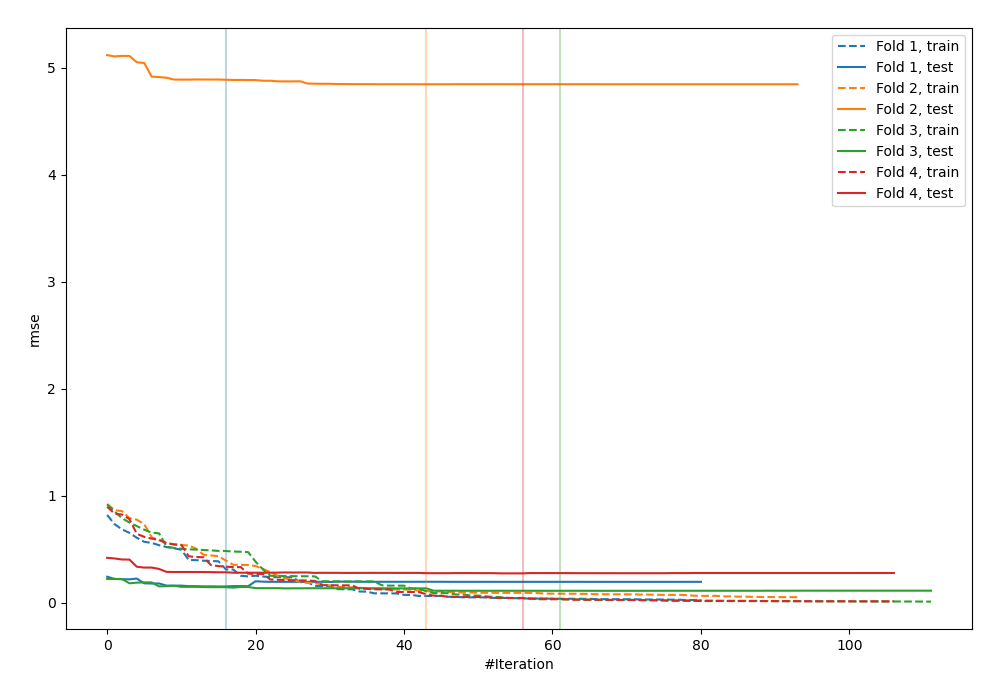 5
4
3
2
1
0
rmse
0 20 40 60 80 100
#Iteration
Fold 1, train
Fold 1, test
Fold 2, train
Fold 2, test
Fold 3, train
Fold 3, test
Fold 4, train
Fold 4, test